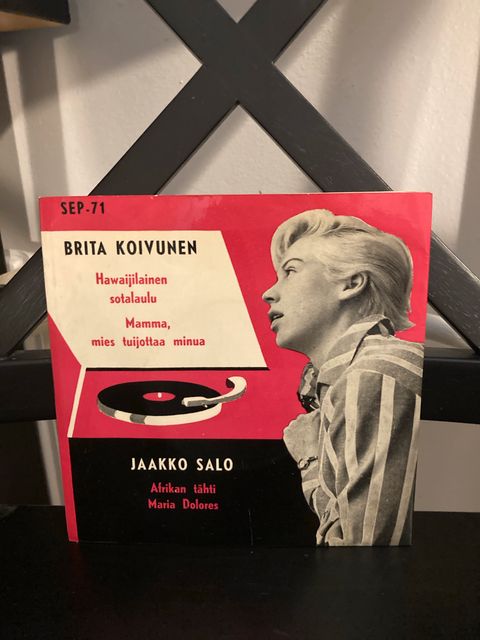 SEP-71
BRITA KOIVUNEN
Hawaijilainen
sotalaulu
Mamma,
mies tuijottaa minua
JAAKKO SALO
Afrikan tähti
Maria Dolores